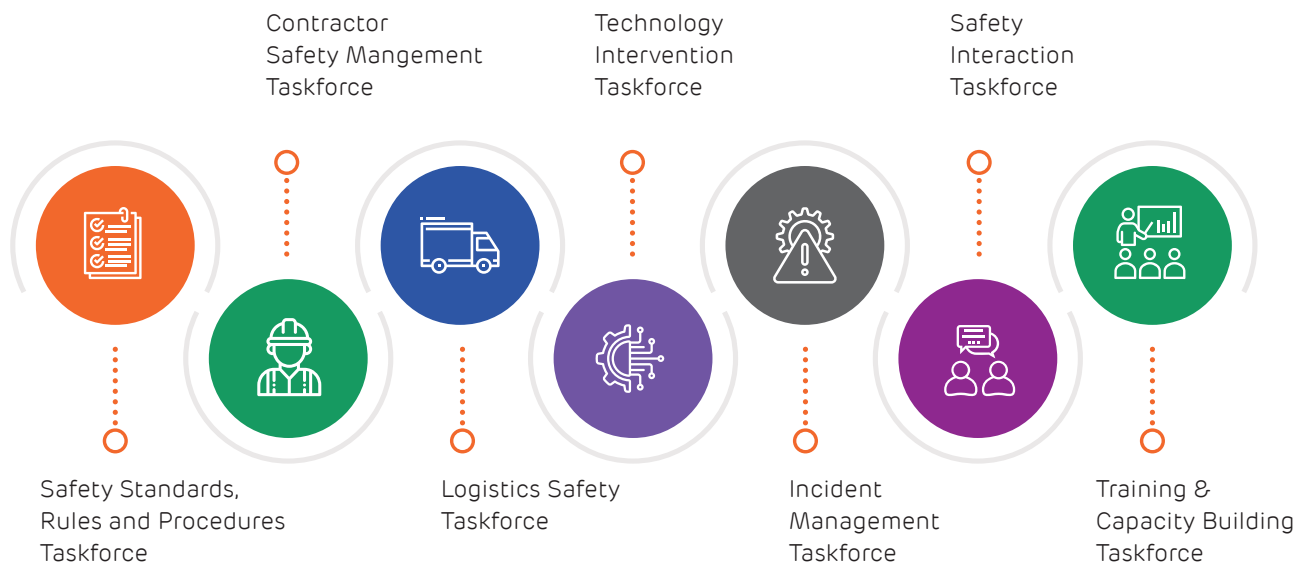 Contractor
Safety Mangement
Taskforce
Technology
Intervention
Taskforce
Safety
Interaction
Taskforce
Safety Standards,
Rules and Procedures
Taskforce
Logistics Safety
Taskforce
Incident
Management
Taskforce
Training &
Capacity Building
Taskforce